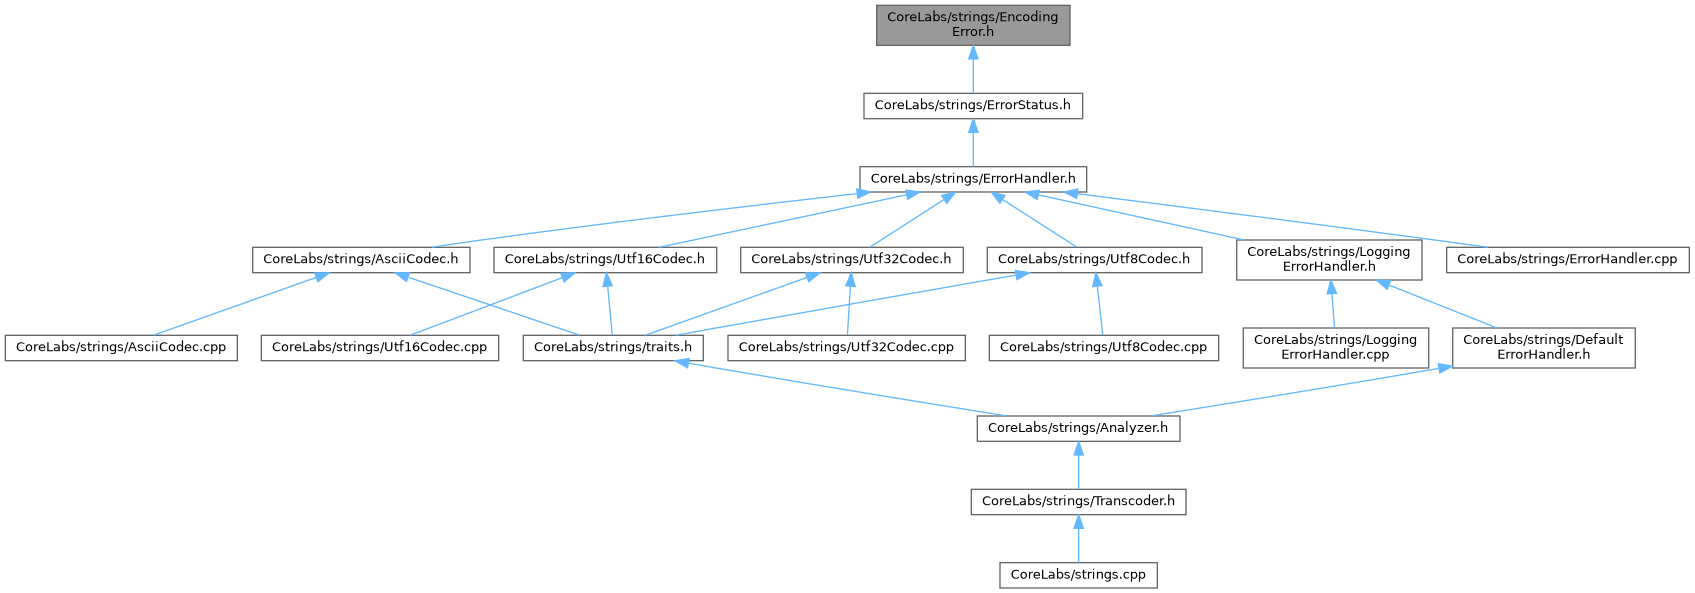 CoreLabs/strings/Encoding
Error.h
CoreLabs/strings/ErrorStatus.h
CoreLabs/strings/ErrorHandler.h
CoreLabs/strings/AsciiCodec.h
CoreLabs/strings/Utf16Codec.h
CoreLabs/strings/Utf32Codec.h
CoreLabs/strings/Utf8Codec.h
CoreLabs/strings/Logging
ErrorHandler.h
CoreLabs/strings/ErrorHandler.cpp
CoreLabs/strings/AsciiCodec.cpp
CoreLabs/strings/Utf16Codec.cpp
CoreLabs/strings/traits.h
CoreLabs/strings/Utf32Codec.cpp
CoreLabs/strings/Utf8Codec.cpp
CoreLabs/strings/Logging
ErrorHandler.cpp
CoreLabs/strings/Default
ErrorHandler.h
CoreLabs/strings/Analyzer.h
CoreLabs/strings/Transcoder.h
CoreLabs/strings.cpp